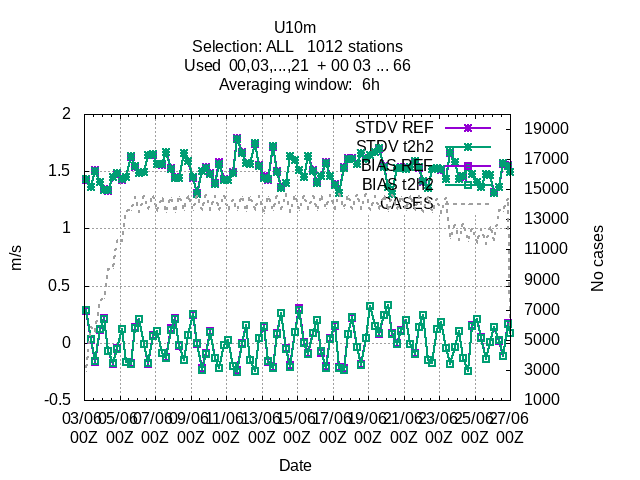 U10m
Selection: ALL   1012 stations
Used  00,03,...,21  + 00 03 ... 66
Averaging window:  6h
2
1.5
1
0.5
0
-0.5
m/s
STDV REF
STDV t2h2
BIAS REF
BIAS t2h2
CASES
19000
17000
15000
13000
11000
9000
7000
5000
3000
1000
No cases
03/06 05/06 07/06 09/06 11/06 13/06 15/06 17/06 19/06 21/06 23/06 25/06 27/06
00Z 00Z 00Z 00Z 00Z 00Z 00Z 00Z 00Z 00Z 00Z 00Z 00Z
Date